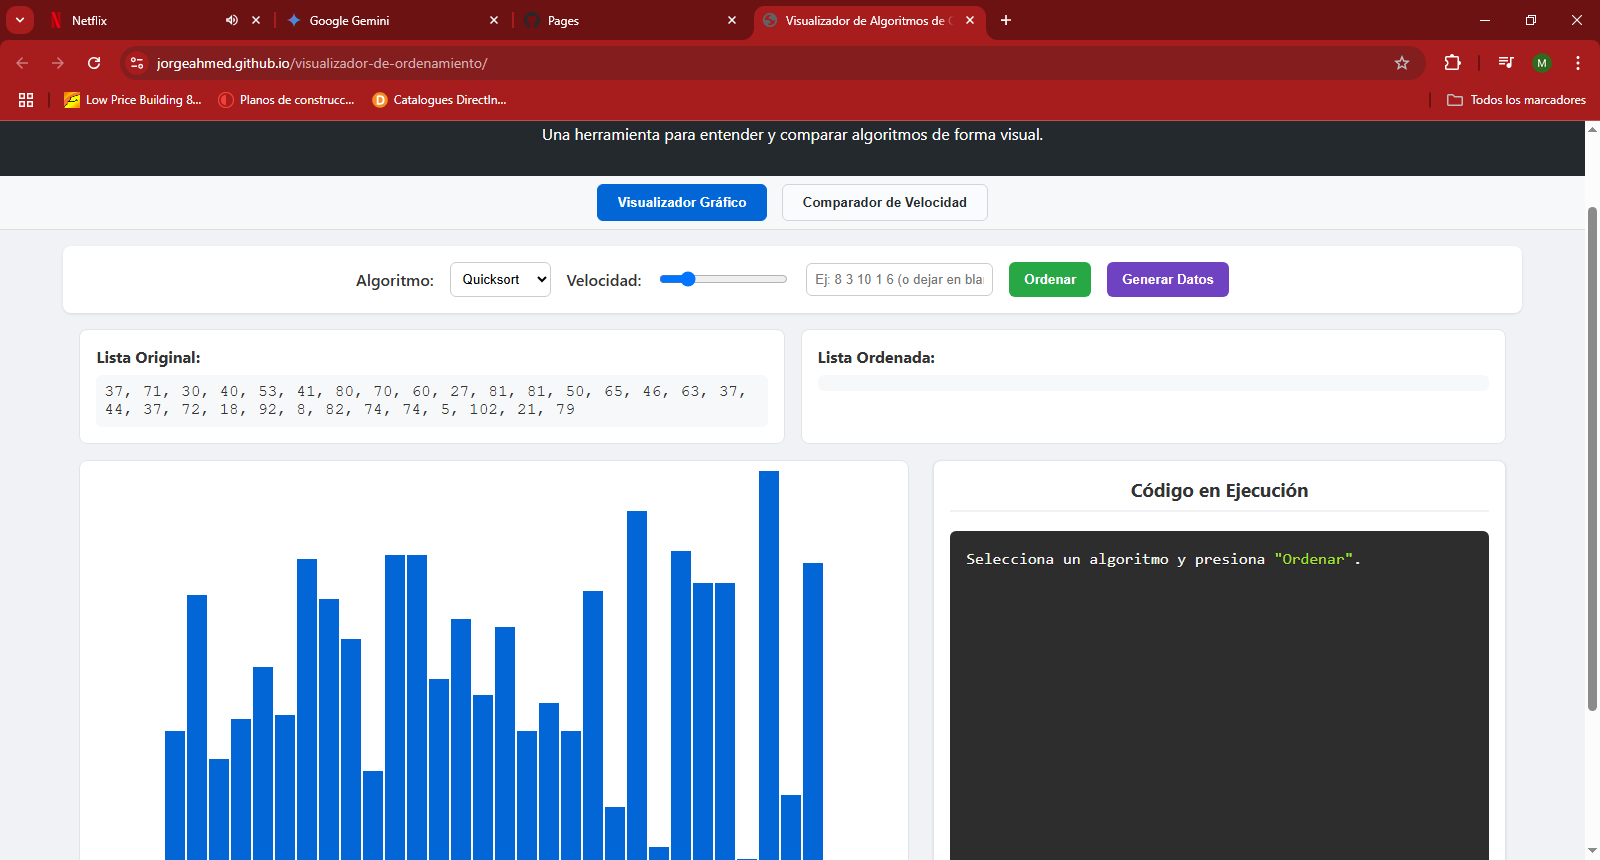 Netflix
Google Gemini
Pages
Visualizador de Algoritmos de
jorgeahmed.github.io/visualizador-de-ordenamiento/
M
Low Price Building 8...
Planos de construcc...
Catalogues DirectIn...
Todos los marcadores
Una herramienta para entender y comparar algoritmos de forma visual.
Visualizador Gráfico
Comparador de Velocidad
Algoritmo:
Quicksort
Velocidad:
Ej: 8 3 10 1 6 (o dejar en bla
Ordenar
Generar Datos
Lista Original:
37, 71, 30, 40, 53, 41, 80, 70, 60, 27, 81, 81, 50, 65, 46, 63, 37,
44, 37, 72, 18, 92, 8, 82, 74, 74, 5, 102, 21, 79
Lista Ordenada:
Código en Ejecución
Selecciona un algoritmo y presiona "Ordenar".